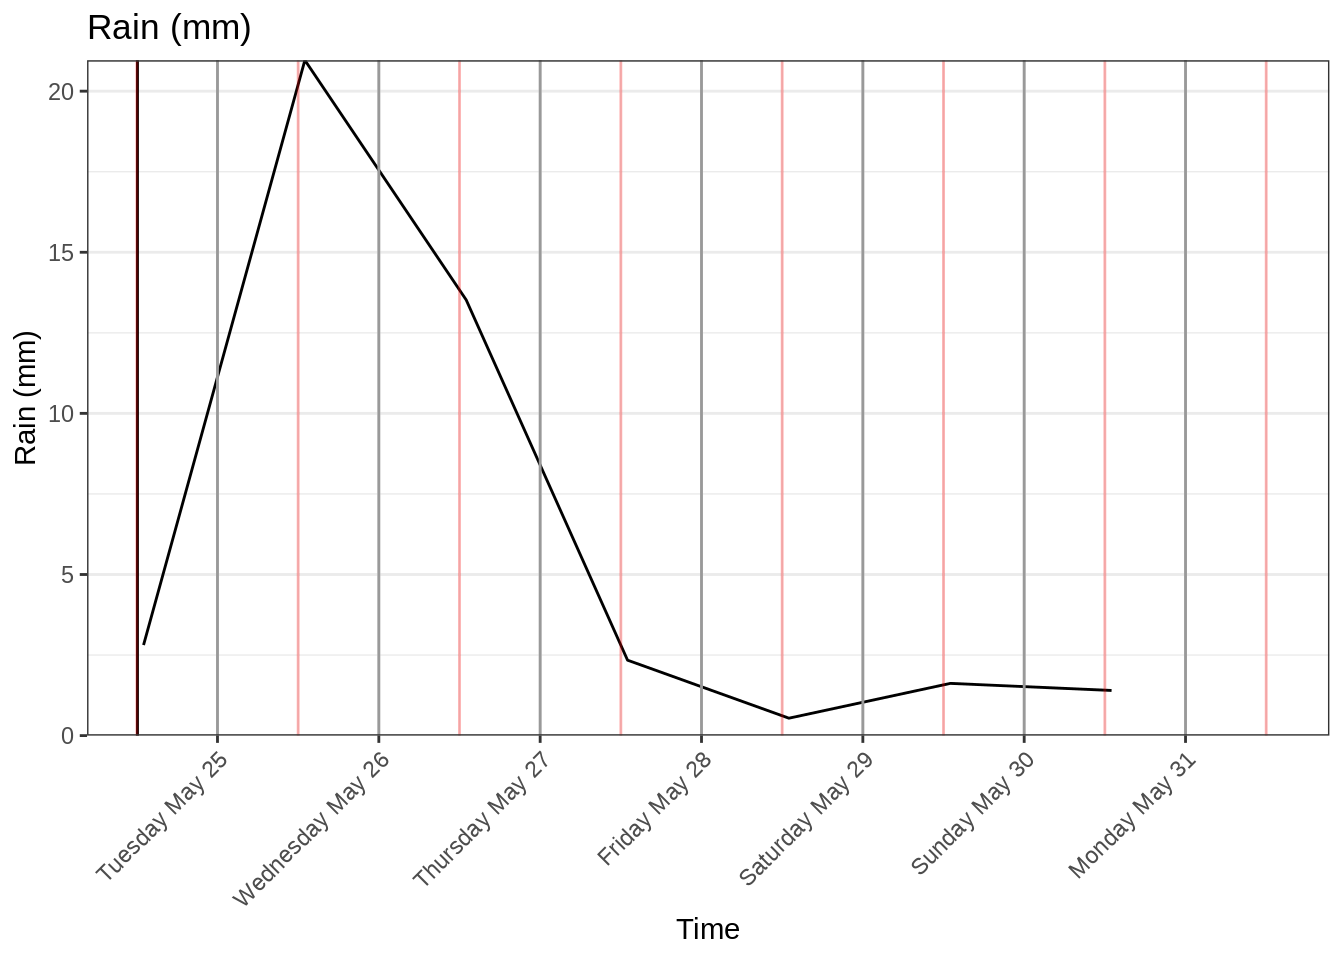 Rain (mm)
Rain (mm)
20
15
10
5
0
Tuesday May 25
Wednesday May 26
Thursday May 27
Friday May 28
Saturday May 29
Sunday May 30
Monday May 31
Time